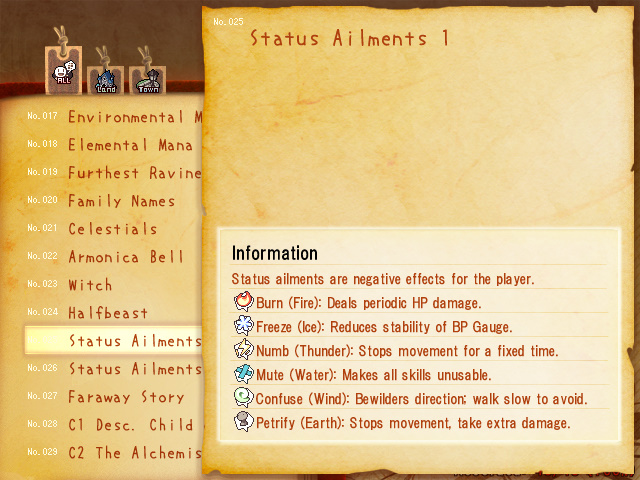 No.025
Status Ailments 1
ALL
Land
Town
No.017 Environmental M
No.018 Elemental Mana
No.019 Furthest Ravine
No.020 Family Names
No.021 Celestials
No.022 Armonica Bell
No.023 Witch
No.024 Halfbeast
Status Ailments
No.026 Status Ailments
No.027 Faraway Story
No.028 C1 Desc. Child
No.029 C2 The Alchemis
Information
Status ailments are negative effects for the player.
Burn (Fire): Deals periodic HP damage.
Freeze (Ice): Reduces stability of BP Gauge.
Numb (Thunder): Stops movement for a fixed time.
Mute (Water): Makes all skills unusable.
Confuse (Wind): Bewilders direction; walk slow to avoid.
Petrify (Earth): Stops movement, take extra damage.